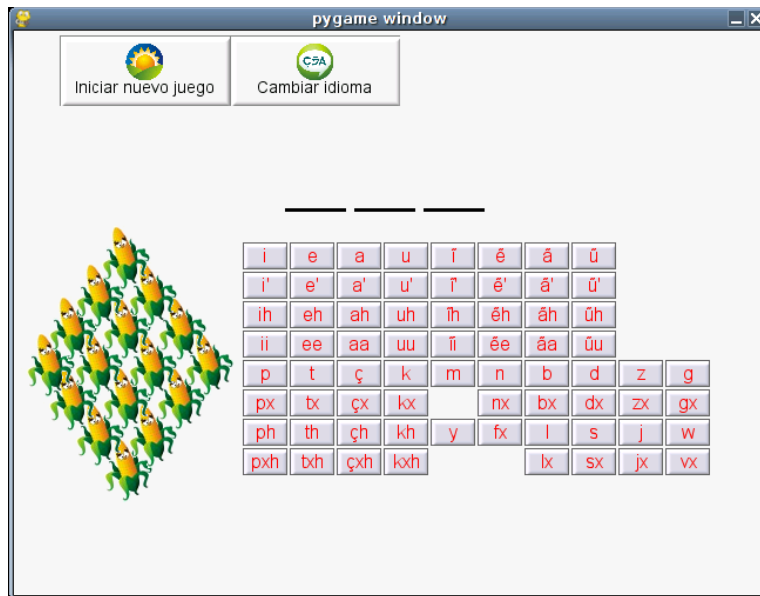 pygame window
Iniciar nuevo juego Cambiar idioma
i e a u ĩ ẽ ã ũ
i' e' a' u' ĩ' ẽ' ã' ũ'
ih eh ah uh ĩh ẽh ãh ũh
ii ee aa uu ĩi ẽe ãa ũu
p t ç k m n b d z g
px tx çx kx nx bx dx zx gx
ph th çh kh y fx l s j w
pxh txh çxh kxh lx sx jx vx